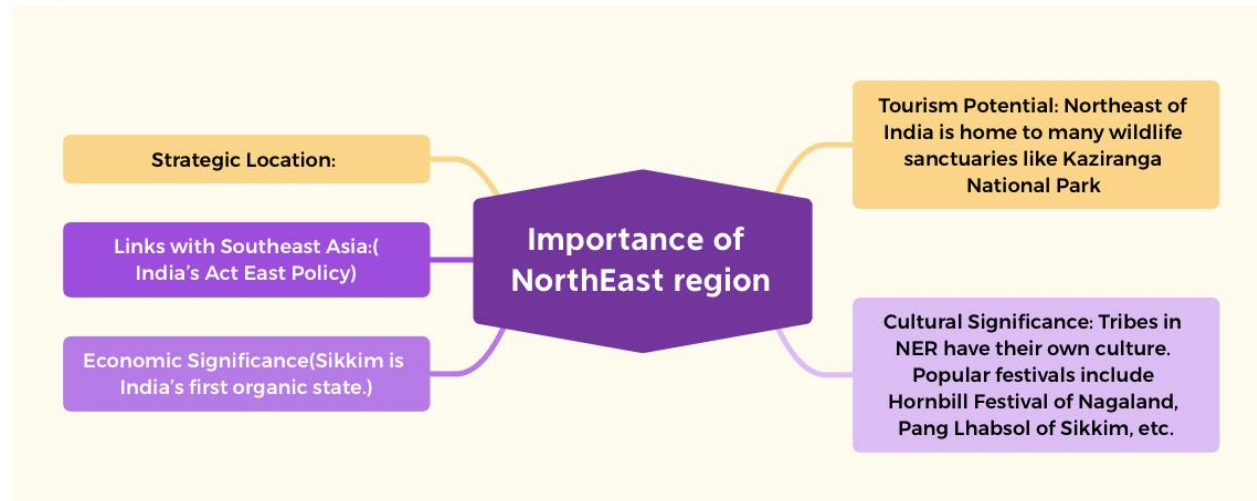 Strategic Location:
Links with Southeast Asia:(
India's Act East Policy)
Economic Significance(Sikkim is
India's first organic state.)
Importance of
NorthEast region
Tourism Potential: Northeast of
India is home to many wildlife
sanctuaries like Kaziranga
National Park
Cultural Significance: Tribes in
NER have their own culture.
Popular festivals include
Hornbill Festival of Nagaland,
Pang Lhabsol of Sikkim, etc.